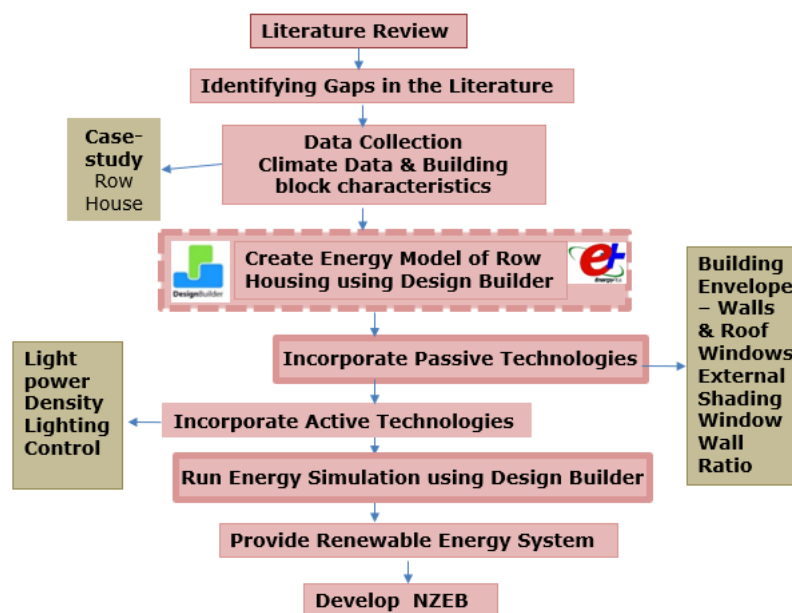 Literature Review
Identifying Gaps in the Literature
Case-
study
Row
House
Data Collection
Climate Data & Building
block characteristics
DesignBuilder
Create Energy Model of Row
Housing using Design Builder
e+
EnergyPlus
Building
Envelope
– Walls
& Roof
Windows
External
Shading
Window
Wall
Ratio
Incorporate Passive Technologies
Light
power
Density
Lighting
Control
Incorporate Active Technologies
Run Energy Simulation using Design Builder
Provide Renewable Energy System
Develop NZEB